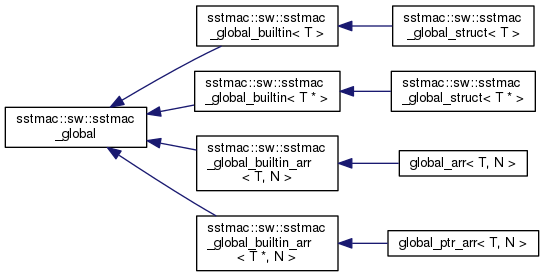 sstmac::sw::sstmac
_global
sstmac::sw::sstmac
_global_builtin< T >
sstmac::sw::sstmac
_global_struct< T >
sstmac::sw::sstmac
_global_builtin< T * >
sstmac::sw::sstmac
_global_struct< T * >
sstmac::sw::sstmac
_global_builtin_arr
< T, N >
global_arr< T, N >
sstmac::sw::sstmac
_global_builtin_arr
< T *, N >
global_ptr_arr< T, N >